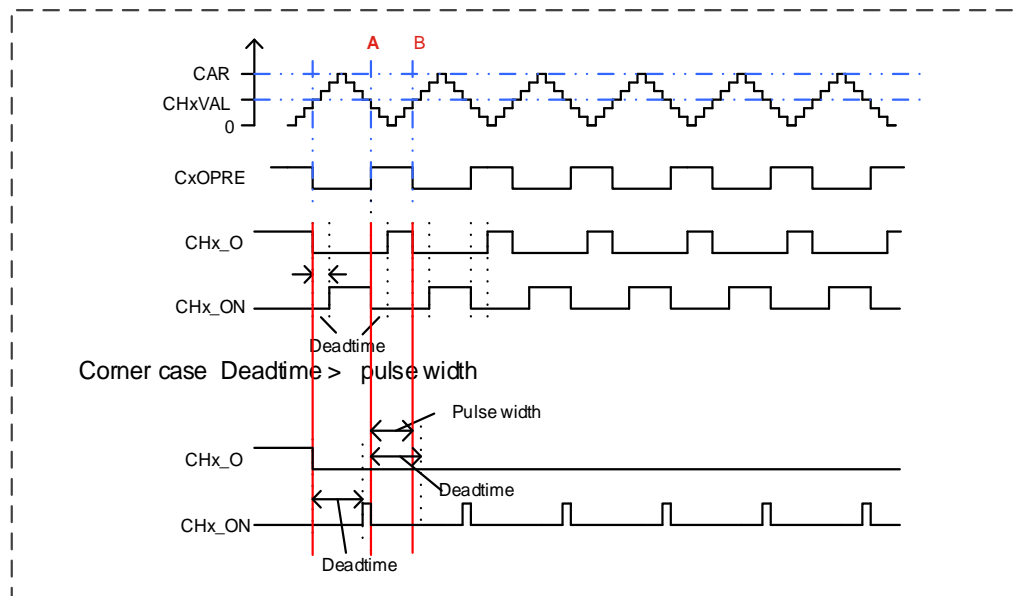 A B
CAR
CHxVAL
0
CxOPRE
CHx_O
CHx_ON
Deadtime
Corner case Deadtime > pulse width
Pulse width
CHx_O
Deadtime
CHx_ON
Deadtime